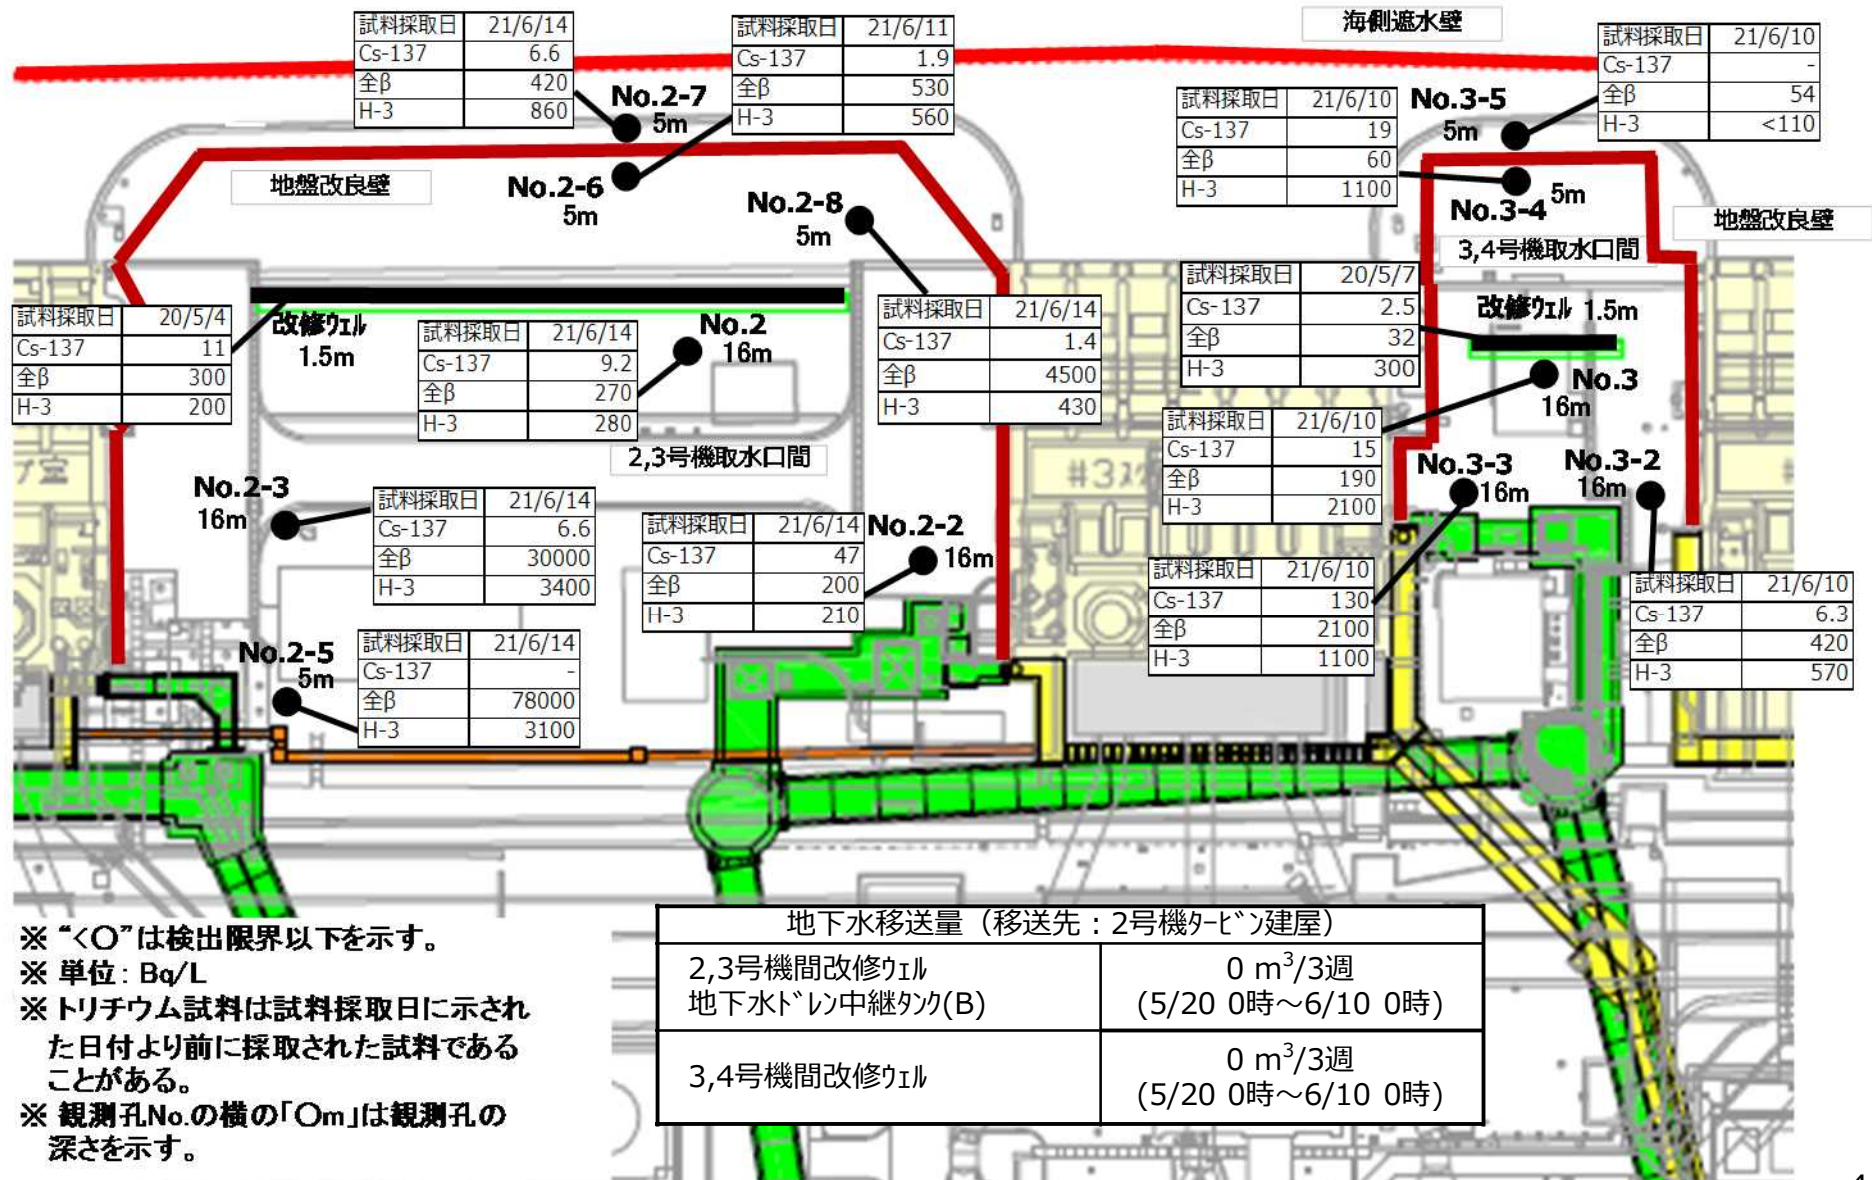 海側遮水壁
試料採取日 21/6/14
Cs-137 6.6
全β 420
H-3 860
No.2-7
5m
試料採取日 21/6/11
Cs-137 1.9
全β 530
H-3 560
No.2-6
5m
試料採取日 21/6/10
Cs-137 -
全β 54
H-3 <110
No.3-5
5m
試料採取日 21/6/10
Cs-137 19
全β 60
H-3 1100
No.3-4
5m
地盤改良壁
地盤改良壁
No.2-8
5m
試料採取日 21/6/14
Cs-137 1.4
全β 4500
H-3 430
3,4号機取水口間
試料採取日 20/5/4
Cs-137 11
全β 300
H-3 200
改修ウェル
1.5m
試料採取日 21/6/14
Cs-137 9.2
全β 270
H-3 280
No.2
16m
試料採取日 20/5/7
Cs-137 2.5
全β 32
H-3 300
改修ウェル 1.5m
No.3
16m
試料採取日 21/6/10
Cs-137 15
全β 190
H-3 2100
2,3号機取水口間
No.2-3
16m
試料採取日 21/6/14
Cs-137 6.6
全β 30000
H-3 3400
試料採取日 21/6/14
Cs-137 47
全β 200
H-3 210
No.2-2
16m
No.3-3
16m
No.3-2
16m
試料採取日 21/6/10
Cs-137 130
全β 2100
H-3 1100
試料採取日 21/6/10
Cs-137 6.3
全β 420
H-3 570
No.2-5
5m
試料採取日 21/6/14
Cs-137 -
全β 78000
H-3 3100
※ “<○”は検出限界以下を示す。
※ 単位: Bq/L
※ トリチウム試料は試料採取日に示され
た日付より前に採取された試料である
ことがある。
※ 観測孔No.の横の「○m」は観測孔の
深さを示す。
地下水移送量（移送先：2号機ﾀｰﾋﾞﾝ建屋）
2,3号機間改修ｳｪﾙ
地下水ﾄﾞﾚﾝ中継ﾀﾝｸ(B)
0 m³/3週
(5/20 0時～6/10 0時)
3,4号機間改修ｳｪﾙ
0 m³/3週
(5/20 0時～6/10 0時)